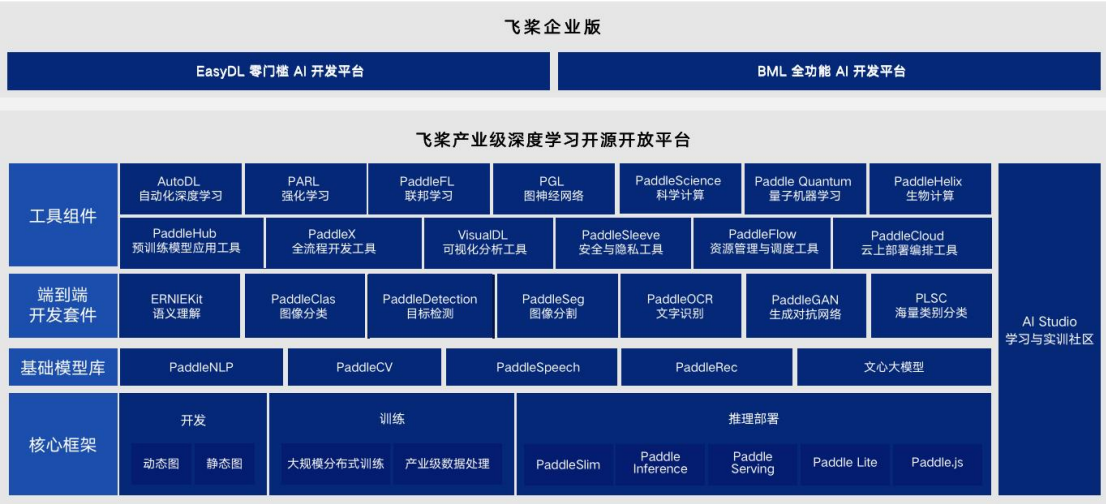 飞桨企业版
EasyDL 零门槛 AI 开发平台
BML 全功能 AI 开发平台
飞桨产业级深度学习开源开放平台
工具组件
AutoDL
自动化深度学习
PARL
强化学习
PaddleFL
联邦学习
PGL
图神经网络
PaddleScience
科学计算
Paddle Quantum
量子机器学习
PaddleHelix
生物计算
PaddleHub
预训练模型应用工具
PaddleX
全流程开发工具
VisualDL
可视化分析工具
PaddleSleeve
安全与隐私工具
PaddleFlow
资源管理与调度工具
PaddleCloud
云上部署编排工具
端到端
开发套件
ERNIEKit
语义理解
PaddleClas
图像分类
PaddleDetection
目标检测
PaddleSeg
图像分割
PaddleOCR
文字识别
PaddleGAN
生成对抗网络
PLSC
海量类别分类
基础模型库
PaddleNLP
PaddleCV
PaddleSpeech
PaddleRec
文心大模型
核心框架
开发
动态图
静态图
训练
大规模分布式训练
产业级数据处理
推理部署
PaddleSlim
Paddle
Inference
Paddle
Serving
Paddle Lite
Paddle.js
AI Studio
学习与实训社区